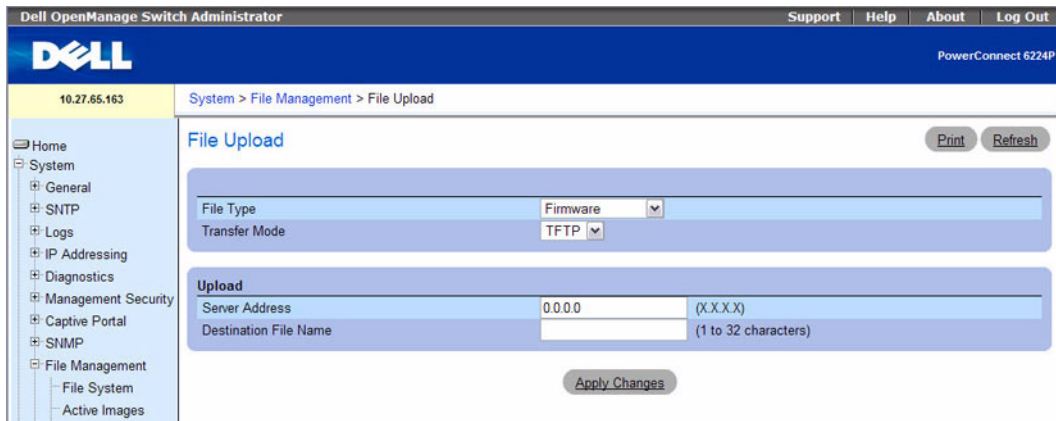 Dell OpenManage Switch Administrator
Support Help About Log Out
DELL
PowerConnect 6224P
10.27.65.163
System > File Management > File Upload
Home
System
General
SNTP
Logs
IP Addressing
Diagnostics
Management Security
Captive Portal
SNMP
File Management
File System
Active Images
File Upload
Print
Refresh
File Type Firmware
Transfer Mode TFTP
Upload
Server Address 0.0.0.0 (X.X.X.X)
Destination File Name (1 to 32 characters)
Apply Changes